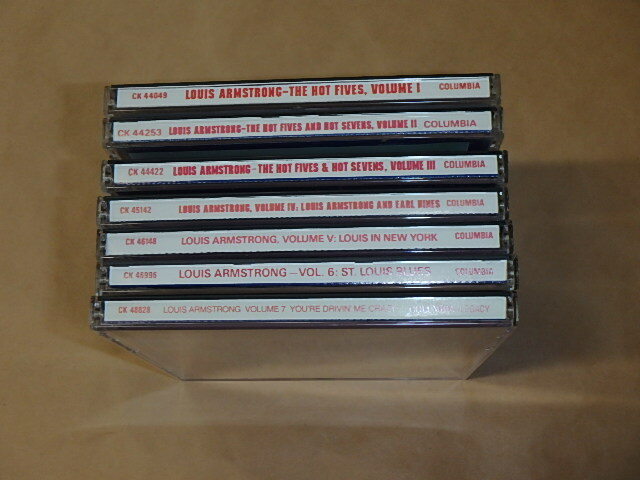 CK 44049 LOUIS ARMSTRONG-THE HOT FIVES, VOLUME I COLUMBIA
CK 44253 LOUIS ARMSTRONG-THE HOT FIVES AND HOT SEVENS, VOLUME II COLUMBIA
CK 44422 LOUIS ARMSTRONG-THE HOT FIVES & HOT SEVENS, VOLUME III COLUMBIA
CK 45142 LOUIS ARMSTRONG, VOLUME IV: LOUIS ARMSTRONG AND EARL HINES COLUMBIA
CK 46148 LOUIS ARMSTRONG, VOLUME V: LOUIS IN NEW YORK COLUMBIA
CK 46996 LOUIS ARMSTRONG—VOL. 6: ST. LOUIS BLUES COLUMBIA
CK 48828 LOUIS ARMSTRONG VOLUME 7 YOU'RE DRIVIN' ME CRAZY LEGACY